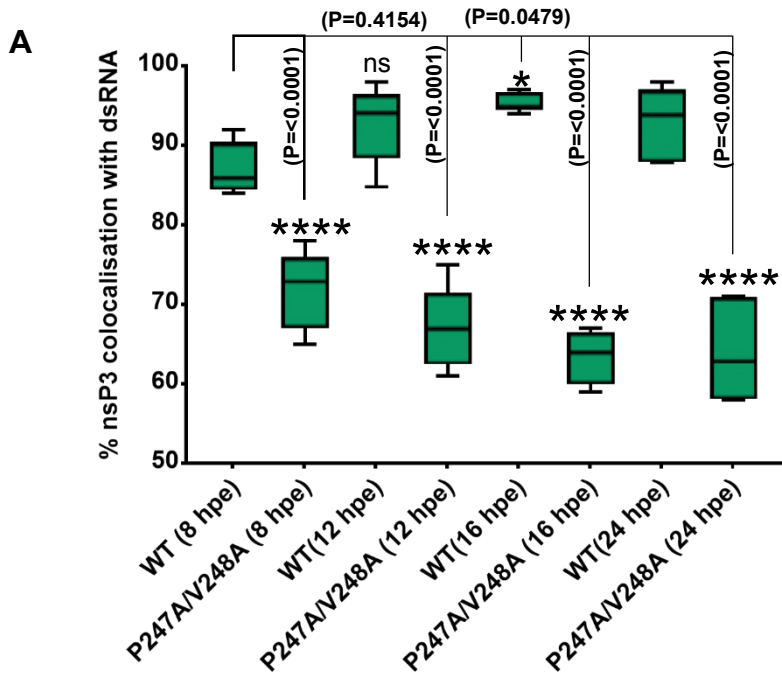 A
(P=0.4154) (P=0.0479)
% nsP3 colocalisation with dsRNA
100
90
80
70
60
50
ns
*
(P=<0.0001)
(P=<0.0001)
(P=<0.0001)
(P=<0.0001)
****
****
****
****
WT (8 hpe)
P247A/V248A (8 hpe)
WT(12 hpe)
P247A/V248A (12 hpe)
WT(16 hpe)
P247A/V248A (16 hpe)
WT(24 hpe)
P247A/V248A (24 hpe)